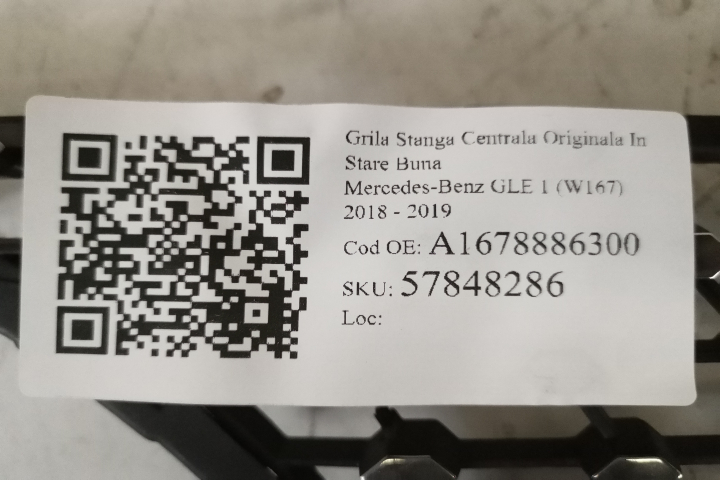 Grila Stanga Centrala Originala In
Stare Buna
Mercedes-Benz GLE 1 (W167)
2018 - 2019
Cod OE: A1678886300
SKU: 57848286
Loc: